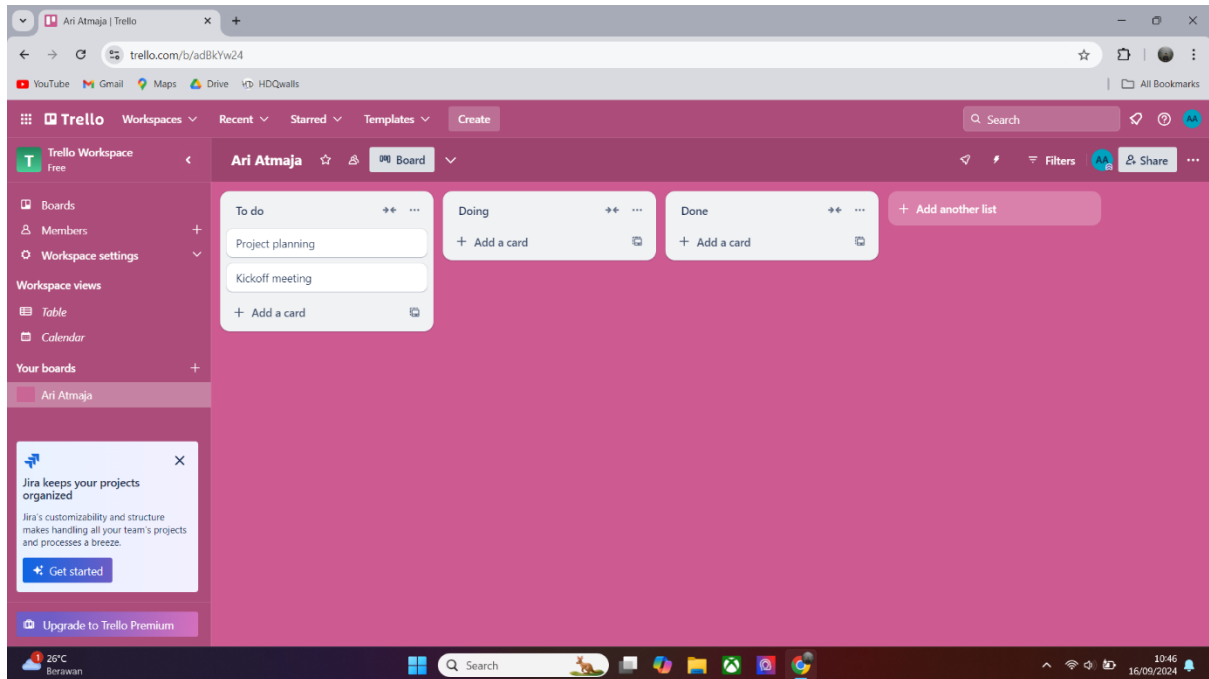 Ari Atmaja | Trello
trello.com/b/adBkYw24
YouTube Gmail Maps Drive HDQwalls All Bookmarks
Trello Workspaces Recent Starred Templates Create Search AA
T Trello Workspace
Free
Ari Atmaja Board Filters AA Share
Boards
Members
Workspace settings
Workspace views
Table
Calendar
Your boards
Ari Atmaja
To do
Project planning
Kickoff meeting
+ Add a card
Doing
+ Add a card
Done
+ Add a card
+ Add another list
Jira keeps your projects
organized
Jira's customizability and structure
makes handling all your team's projects
and processes a breeze.
Get started
Upgrade to Trello Premium
1 26°C
Berawan
Search
10:46
16/09/2024